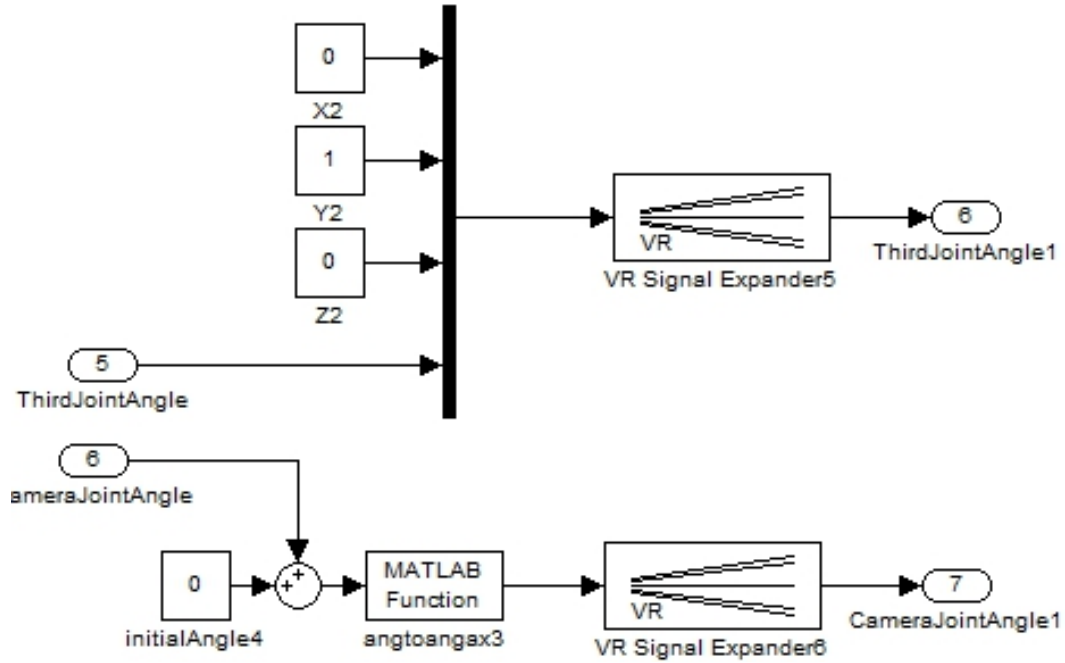 0
X2
1
Y2
0
Z2
VR
VR Signal Expander5
6
ThirdJointAngle1
5
ThirdJointAngle
6
ameraJointAngle
0
initialAngle4
+
+
MATLAB
Function
angtoangax3
VR
VR Signal Expander6
7
CameraJointAngle1